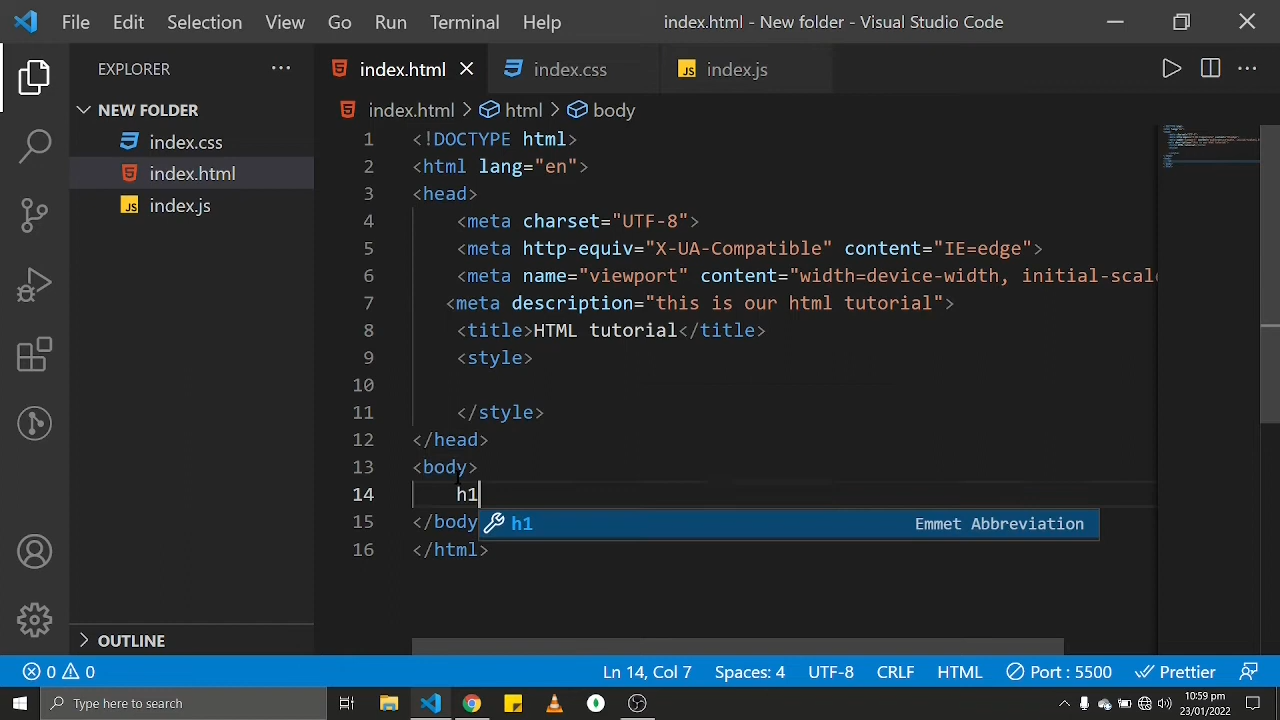 File Edit Selection View Go Run Terminal Help index.html - New folder - Visual Studio Code
EXPLORER
NEW FOLDER
index.css
index.html
index.js
OUTLINE
index.html index.css index.js
index.html > html > body
1 <!DOCTYPE html>
2 <html lang="en">
3 <head>
4 <meta charset="UTF-8">
5 <meta http-equiv="X-UA-Compatible" content="IE=edge">
6 <meta name="viewport" content="width=device-width, initial-scale
7 <meta description="this is our html tutorial">
8 <title>HTML tutorial</title>
9 <style>
10
11 </style>
12 </head>
13 <body>
14 h1
h1 Emmet Abbreviation
15 </body
16 </html>
0 0 Ln 14, Col 7 Spaces: 4 UTF-8 CRLF HTML Port : 5500 Prettier
Type here to search
10:59 pm
23/01/2022